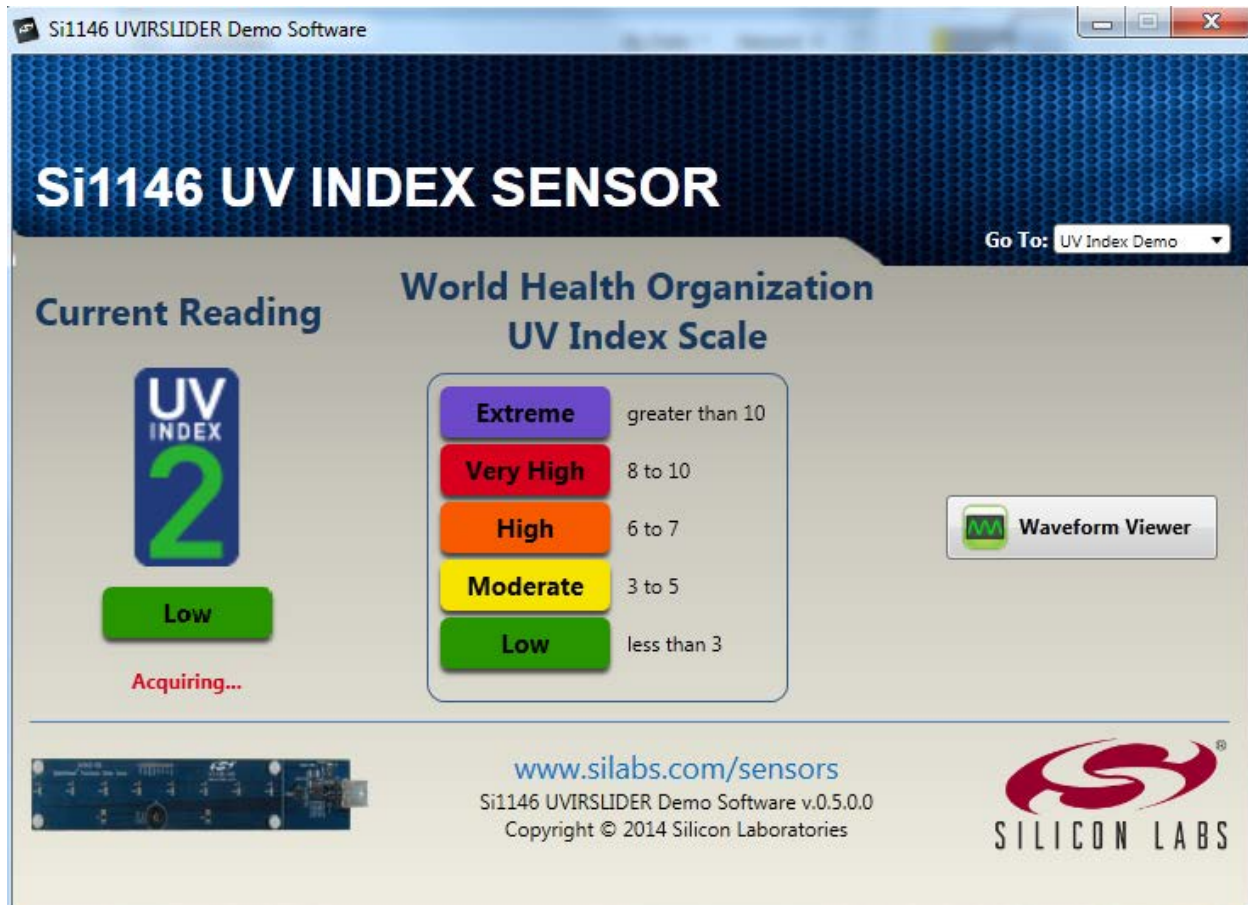 Si1146 UVIRSLIDER Demo Software
Si1146 UV INDEX SENSOR
Go To: UV Index Demo
Current Reading
World Health Organization
UV Index Scale
UV
INDEX
2
Low
Acquiring...
Extreme greater than 10
Very High 8 to 10
High 6 to 7
Moderate 3 to 5
Low less than 3
Waveform Viewer
www.silabs.com/sensors
Si1146 UVIRSLIDER Demo Software v.0.5.0.0
Copyright © 2014 Silicon Laboratories
®
SILICON LABS